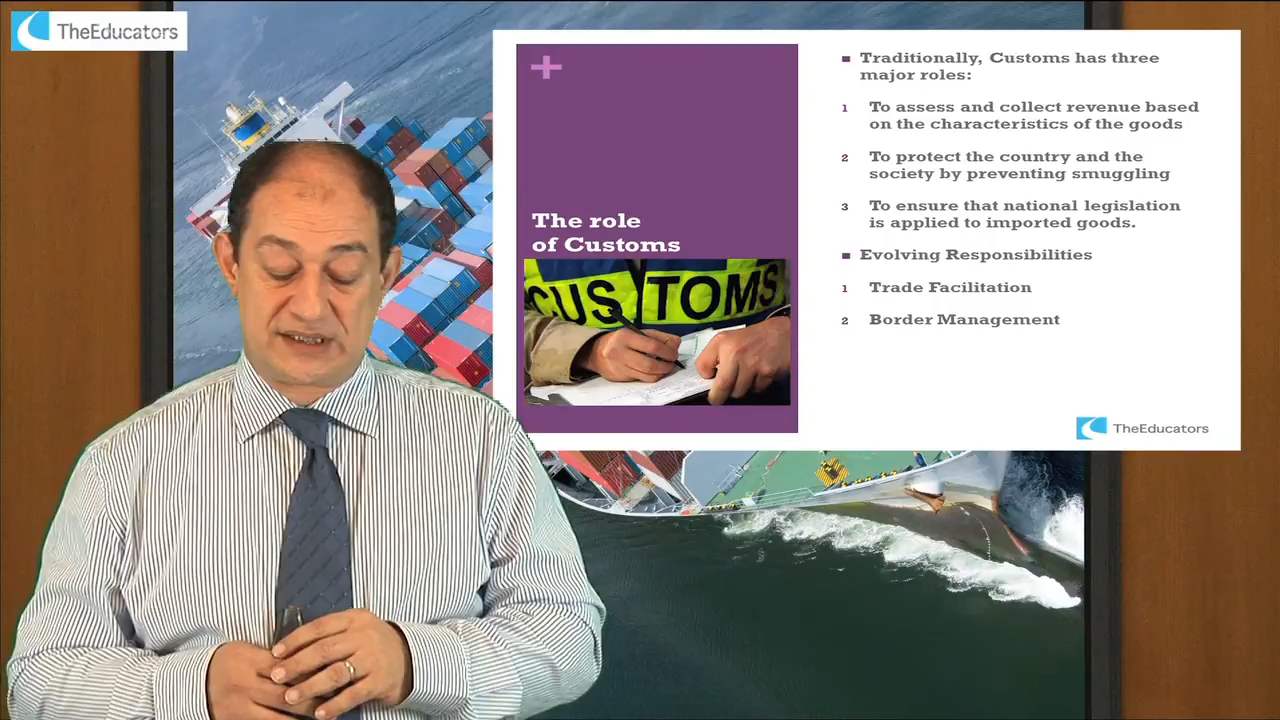 TheEducators
+
The role
of Customs
CUSTOMS
Traditionally, Customs has three
major roles:
1 To assess and collect revenue based
on the characteristics of the goods
2 To protect the country and the
society by preventing smuggling
3 To ensure that national legislation
is applied to imported goods.
Evolving Responsibilities
1 Trade Facilitation
2 Border Management
TheEducators